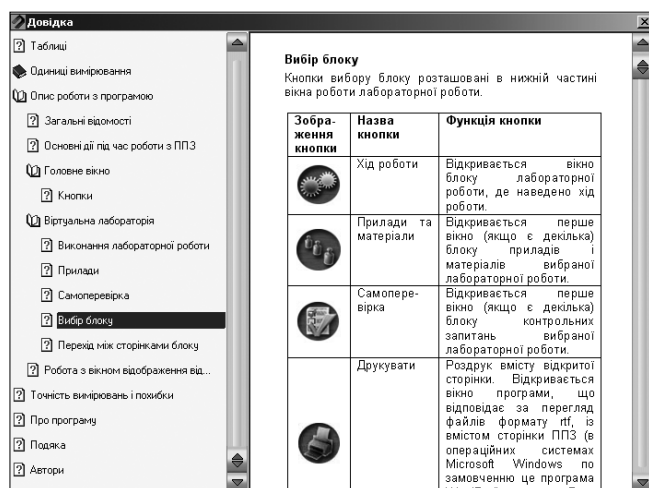 Довідка
Таблиці
Одиниці вимірювання
Опис роботи з програмою
Загальні відомості
Основні дії під час роботи з ППЗ
Головне вікно
Кнопки
Віртуальна лабораторія
Виконання лабораторної роботи
Прилади
Самоперевірка
Вибір блоку
Перехід між сторінками блоку
Робота з вікном відображення від...
Точність вимірювань і похибки
Про програму
Подяка
Автори
Вибір блоку
Кнопки вибору блоку розташовані в нижній частині
вікна роботи лабораторної роботи.
Зобра-
ження
кнопки
Назва
кнопки
Функція кнопки
Хід роботи
Відкривається вікно
блоку лабораторної
роботи, де наведено хід
роботи.
Прилади та
матеріали
Відкривається перше
вікно (якщо є декілька)
блоку приладів і
матеріалів вибраної
лабораторної роботи.
Самопере-
вірка
Відкривається перше
вікно (якщо є декілька)
блоку контрольних
запитань вибраної
лабораторної роботи.
Друкувати
Роздрук вмісту відкритої
сторінки. Відкривається
вікно програми, що
відповідає за перегляд
файлів формату rtf, із
вмістом сторінки ППЗ (в
операційних системах
Microsoft Windows по
замовченню це програма